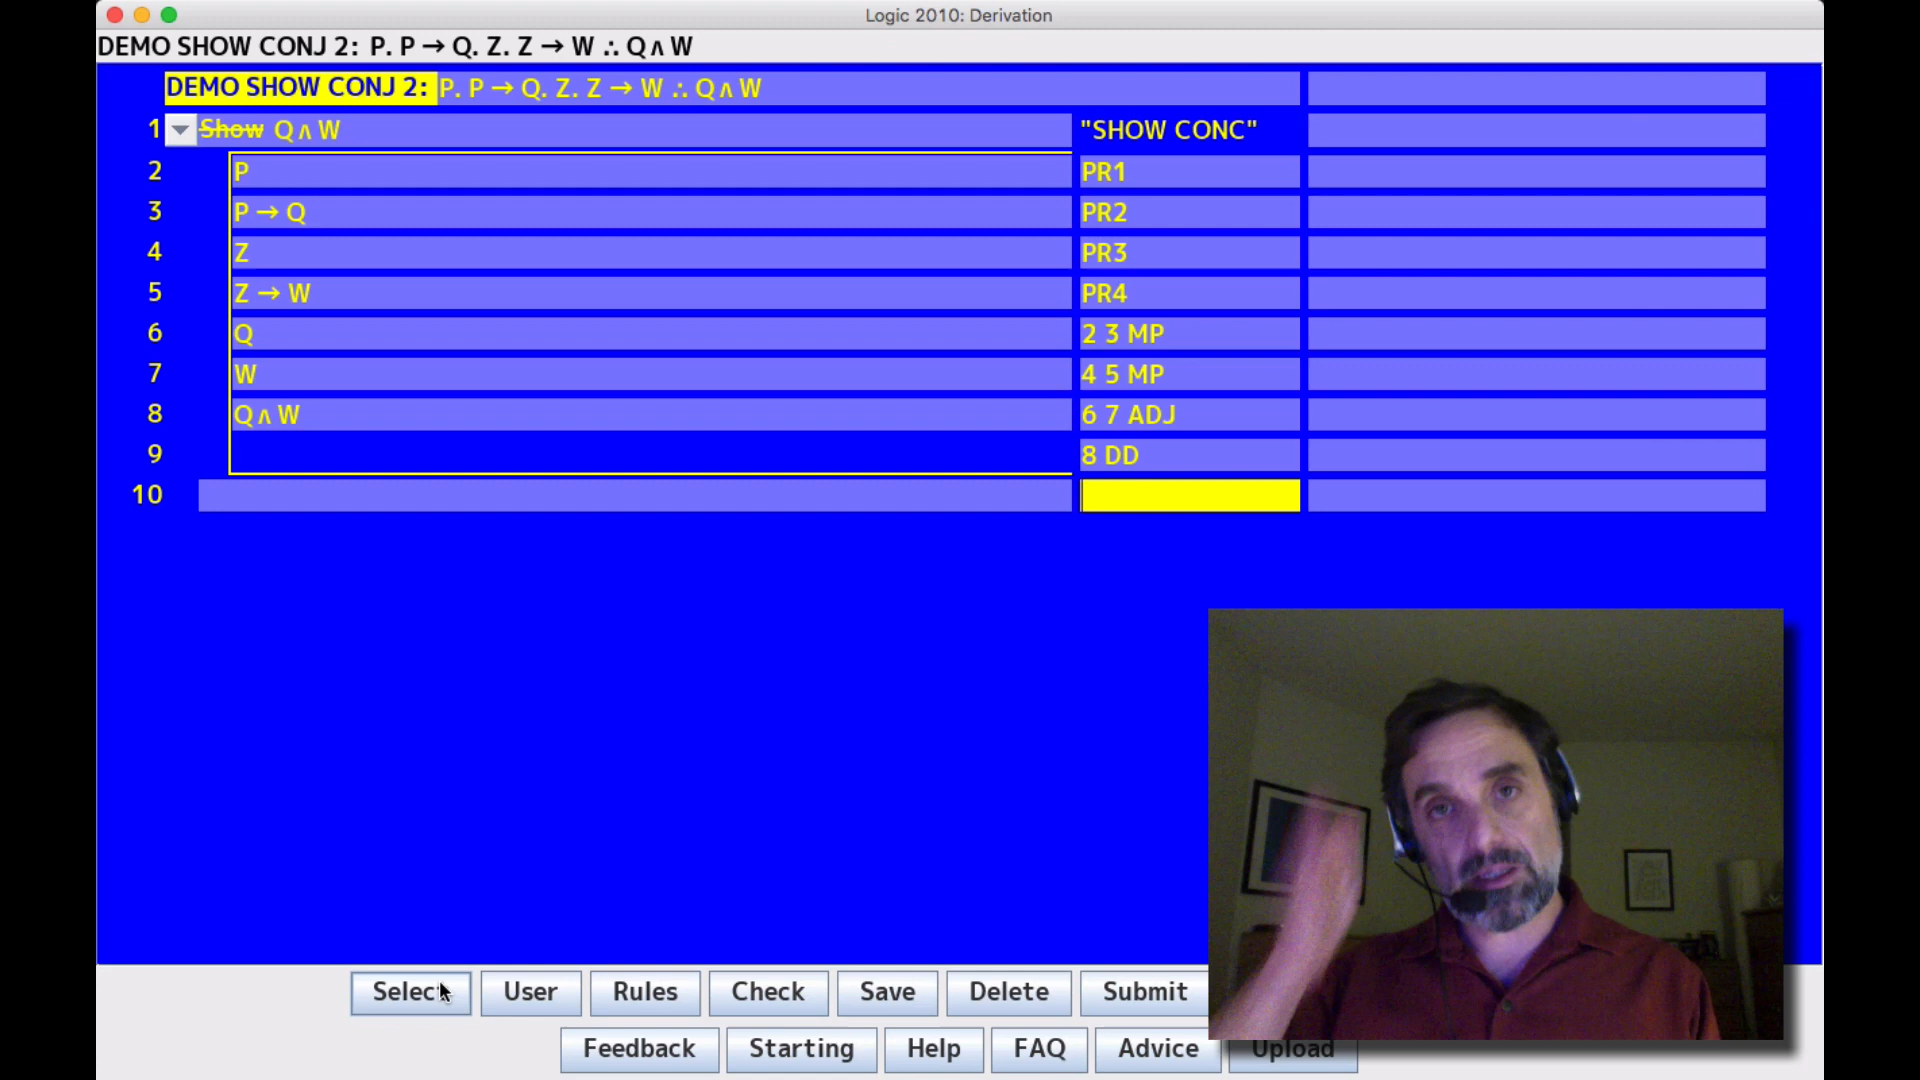 Logic 2010: Derivation
DEMO SHOW CONJ 2: P. P → Q. Z. Z → W ∴ Q ∧ W
DEMO SHOW CONJ 2: P. P → Q. Z. Z → W ∴ Q ∧ W
1 Show Q ∧ W "SHOW CONC"
2 P PR1
3 P → Q PR2
4 Z PR3
5 Z → W PR4
6 Q 2 3 MP
7 W 4 5 MP
8 Q ∧ W 6 7 ADJ
9 8 DD
10
Select User Rules Check Save Delete Submit
Feedback Starting Help FAQ Advice Upload